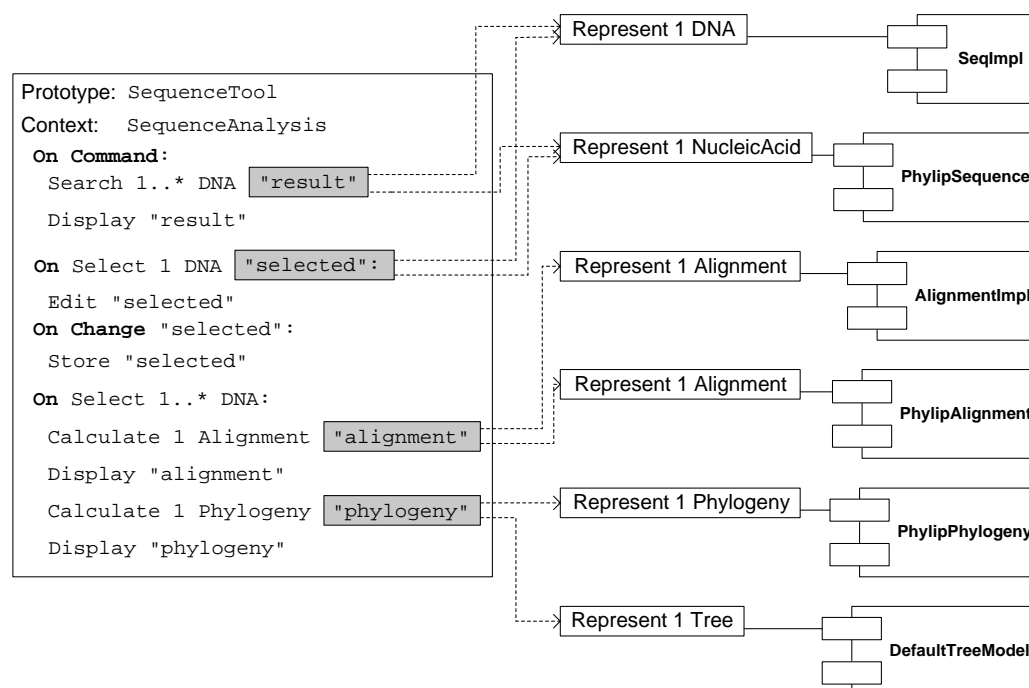 Prototype: SequenceTool
Context: SequenceAnalysis
On Command:
Search 1..* DNA "result"
Display "result"
On Select 1 DNA "selected":
Edit "selected"
On Change "selected":
Store "selected"
On Select 1..* DNA:
Calculate 1 Alignment "alignment"
Display "alignment"
Calculate 1 Phylogeny "phylogeny"
Display "phylogeny"
Represent 1 DNA
SeqImpl
Represent 1 NucleicAcid
PhylipSequence
Represent 1 Alignment
AlignmentImpl
Represent 1 Alignment
PhylipAlignment
Represent 1 Phylogeny
PhylipPhylogeny
Represent 1 Tree
DefaultTreeModel